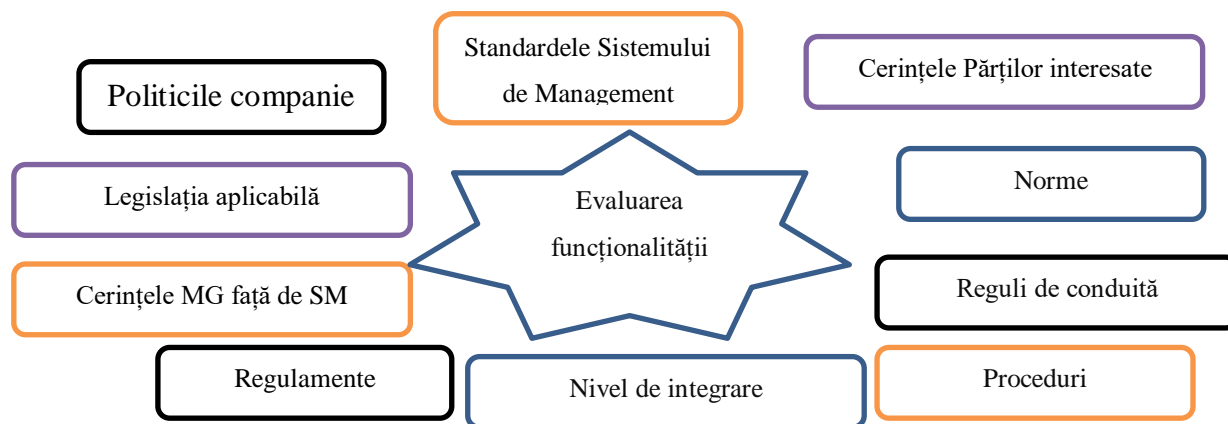 Standardele Sistemului
de Management
Cerințele Părților interesate
Politicile companie
Legislația aplicabilă
Evaluarea
funcționalității
Norme
Cerințele MG față de SM
Reguli de conduită
Regulamente
Nivel de integrare
Proceduri